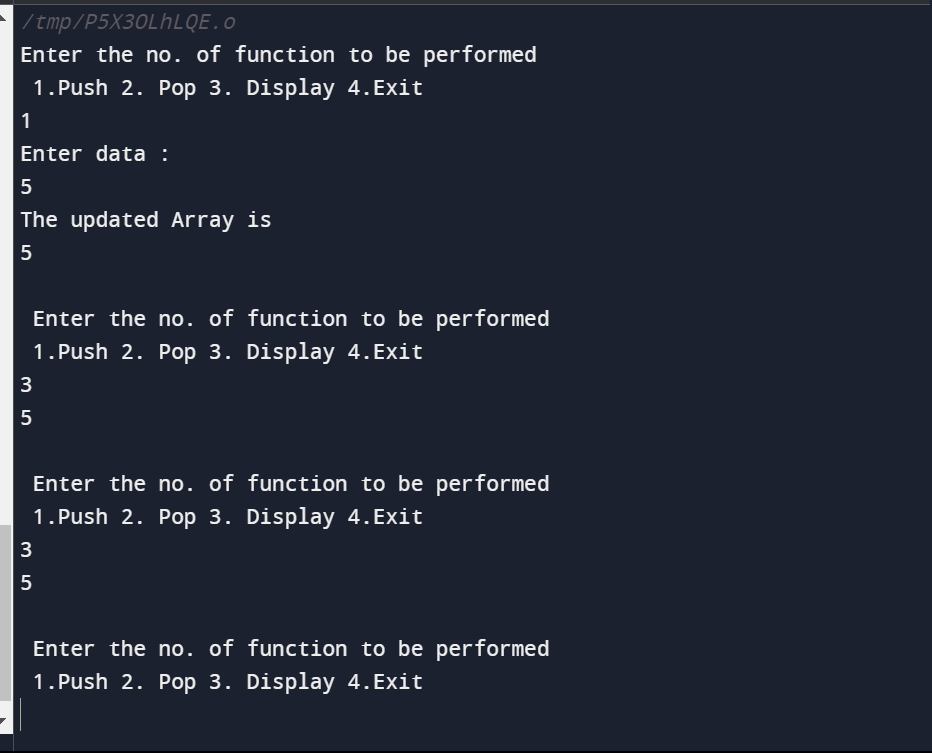 /tmp/P5X3OLhLQE.o
Enter the no. of function to be performed
1.Push 2. Pop 3. Display 4.Exit
1
Enter data :
5
The updated Array is
5
Enter the no. of function to be performed
1.Push 2. Pop 3. Display 4.Exit
3
5
Enter the no. of function to be performed
1.Push 2. Pop 3. Display 4.Exit
3
5
Enter the no. of function to be performed
1.Push 2. Pop 3. Display 4.Exit